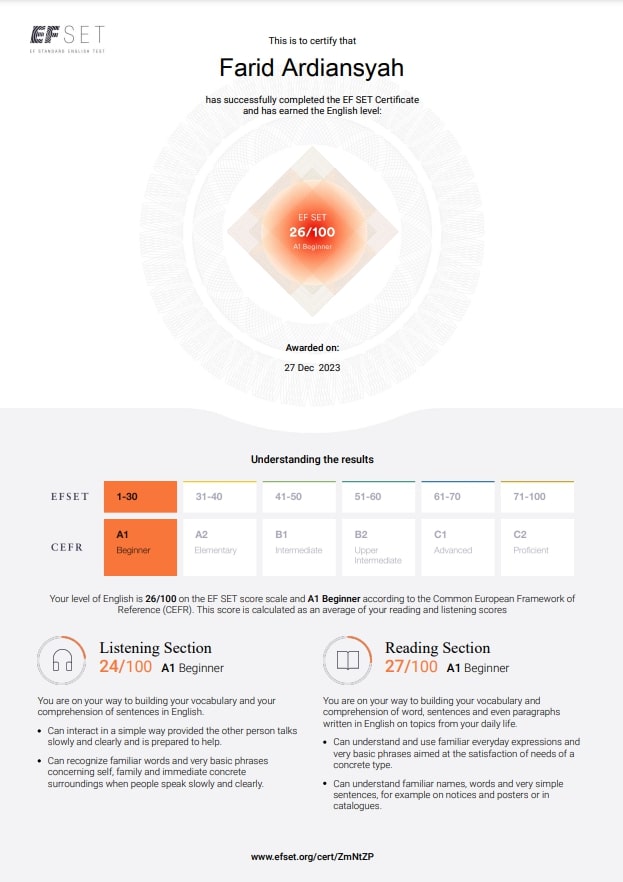 EFSET
EF STANDARD ENGLISH TEST
This is to certify that
Farid Ardiansyah
has successfully completed the EF SET Certificate
and has earned the English level:
EF SET
26/100
A1 Beginner
Awarded on:
27 Dec 2023
Understanding the results
EFSET 1-30 31-40 41-50 51-60 61-70 71-100
CEFR
A1 A2 B1 B2 C1 C2
Beginner Elementary Intermediate Upper Intermediate Advanced Proficient
Your level of English is 26/100 on the EF SET score scale and A1 Beginner according to the Common European Framework of
Reference (CEFR). This score is calculated as an average of your reading and listening scores
Listening Section
24/100 A1 Beginner
You are on your way to building your vocabulary and your
comprehension of sentences in English.
• Can interact in a simple way provided the other person talks
slowly and clearly and is prepared to help.
• Can recognize familiar words and very basic phrases
concerning self, family and immediate concrete
surroundings when people speak slowly and clearly.
Reading Section
27/100 A1 Beginner
You are on your way to building your vocabulary and
comprehension of word, sentences and even paragraphs
written in English on topics from your daily life.
• Can understand and use familiar everyday expressions and
very basic phrases aimed at the satisfaction of needs of a
concrete type.
• Can understand familiar names, words and very simple
sentences, for example on notices and posters or in
catalogues.
www.efset.org/cert/ZmNtZP